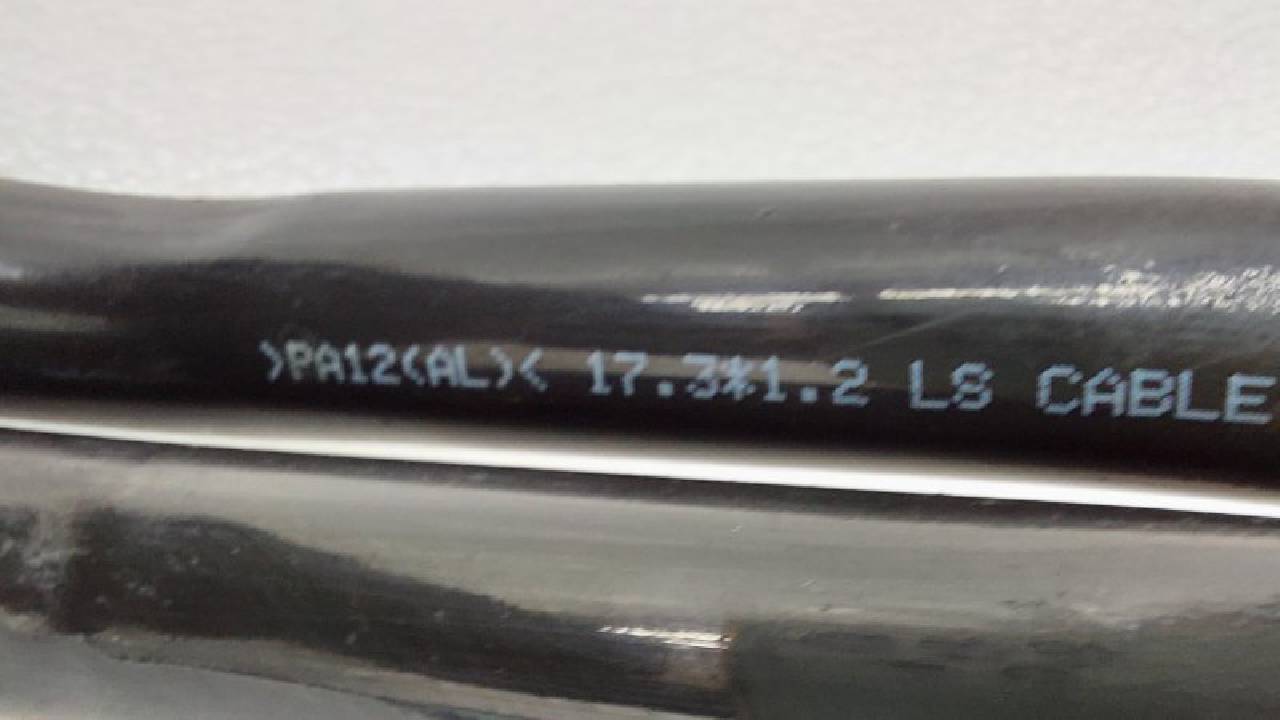 >PA12(AL)< 17.3*1.2 LS CABLE